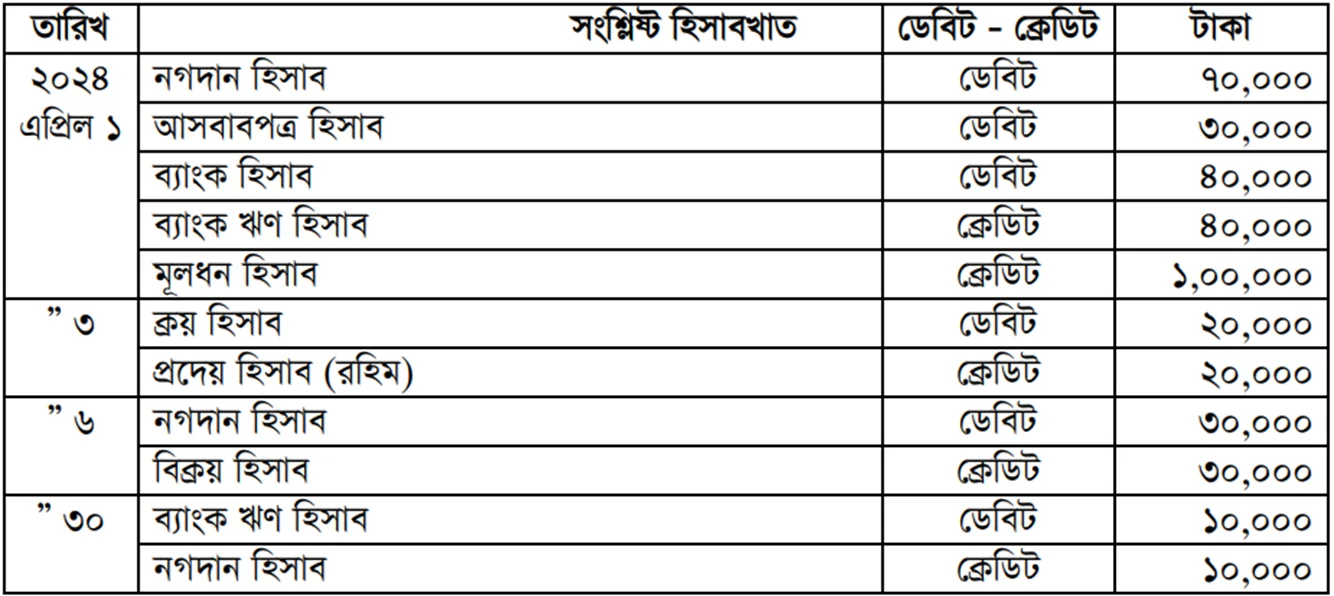 তারিখ সংশ্লিষ্ট হিসাবখাত ডেবিট - ক্রেডিট টাকা
২০২৪ নগদান হিসাব ডেবিট ৭০,০০০
এপ্রিল ১ আসবাবপত্র হিসাব ডেবিট ৩০,০০০
ব্যাংক হিসাব ডেবিট ৪০,০০০
ব্যাংক ঋণ হিসাব ক্রেডিট ৪০,০০০
মূলধন হিসাব ক্রেডিট ১,০০,০০০
” ৩ ক্রয় হিসাব ডেবিট ২০,০০০
প্রদেয় হিসাব (রহিম) ক্রেডিট ২০,০০০
” ৬ নগদান হিসাব ডেবিট ৩০,০০০
বিক্রয় হিসাব ক্রেডিট ৩০,০০০
” ৩০ ব্যাংক ঋণ হিসাব ডেবিট ১০,০০০
নগদান হিসাব ক্রেডিট ১০,০০০